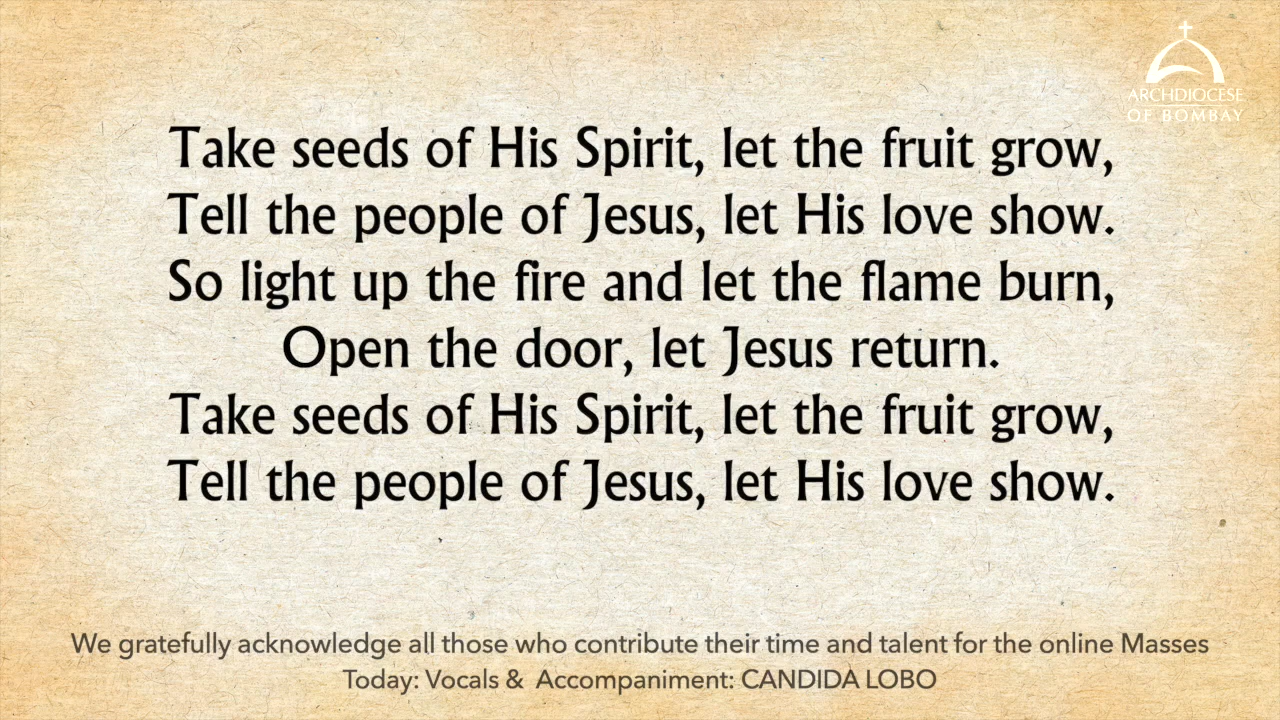 ARCHDIOCESE
OF BOMBAY
Take seeds of His Spirit, let the fruit grow,
Tell the people of Jesus, let His love show.
So light up the fire and let the flame burn,
Open the door, let Jesus return.
Take seeds of His Spirit, let the fruit grow,
Tell the people of Jesus, let His love show.
We gratefully acknowledge all those who contribute their time and talent for the online Masses
Today: Vocals &  Accompaniment: CANDIDA LOBO